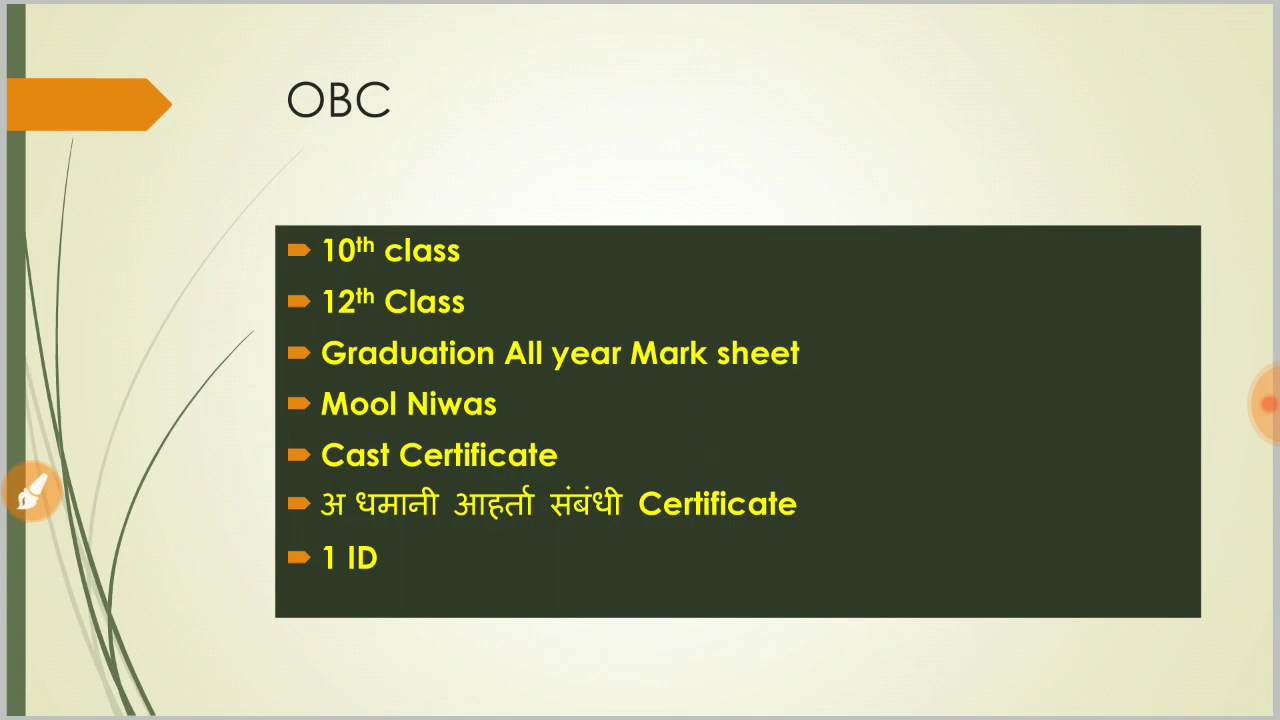 OBC
10th class
12th Class
Graduation All year Mark sheet
Mool Niwas
Cast Certificate
अ धमानी आहर्ता संबंधी Certificate
1 ID